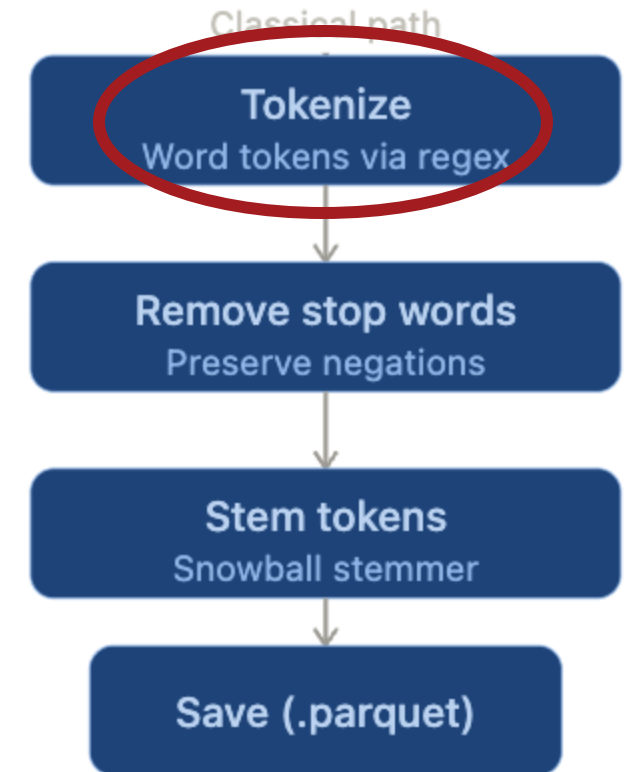 Classical path
Tokenize
Word tokens via regex
Remove stop words
Preserve negations
Stem tokens
Snowball stemmer
Save (.parquet)